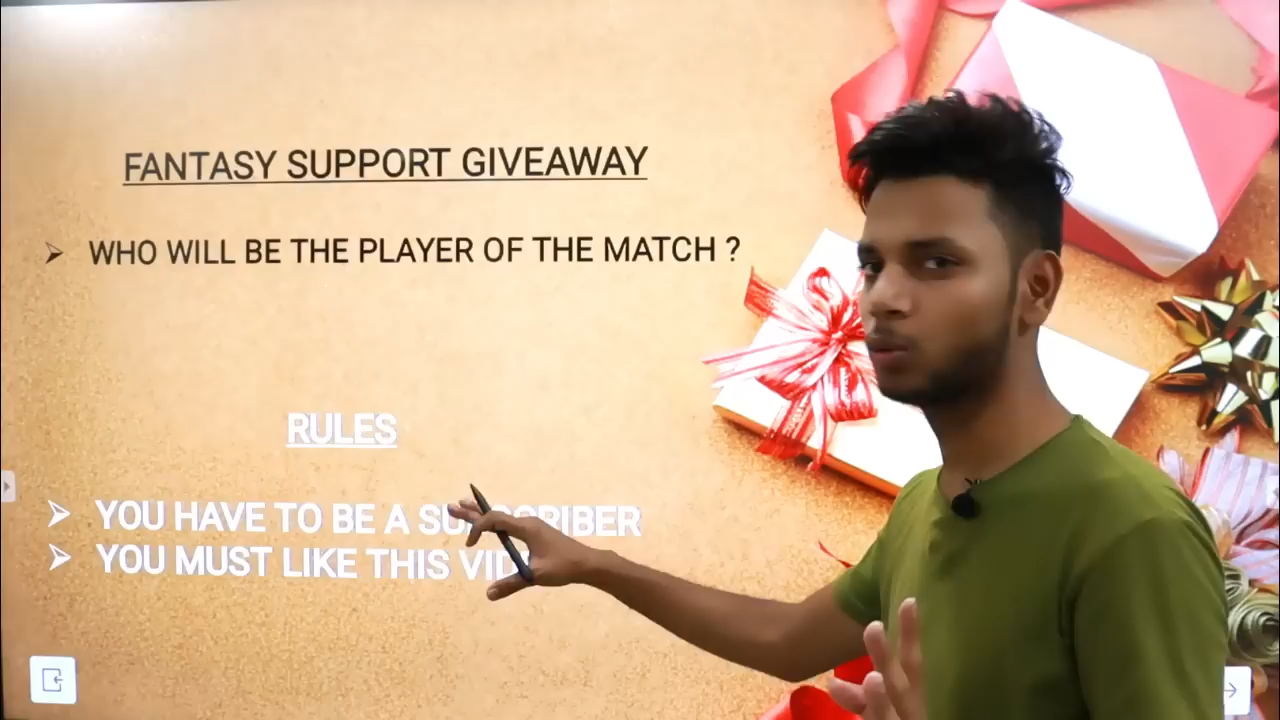 FANTASY SUPPORT GIVEAWAY
WHO WILL BE THE PLAYER OF THE MATCH ?
RULES
YOU HAVE TO BE A SUBSCRIBER
YOU MUST LIKE THIS